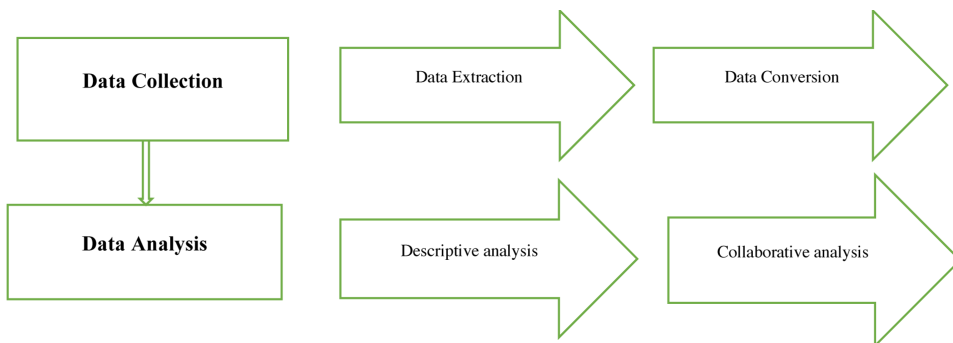 Data Collection
Data Extraction
Data Conversion
Data Analysis
Descriptive analysis
Collaborative analysis